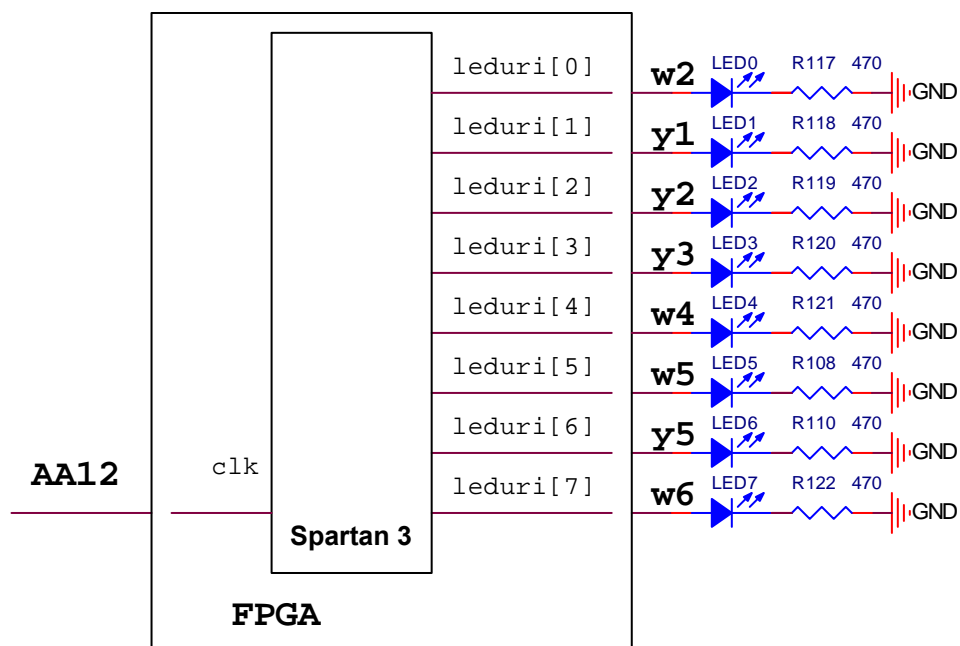 leduri[0] w2 LED0 R117 470 GND
leduri[1] y1 LED1 R118 470 GND
leduri[2] y2 LED2 R119 470 GND
leduri[3] y3 LED3 R120 470 GND
leduri[4] w4 LED4 R121 470 GND
leduri[5] w5 LED5 R108 470 GND
leduri[6] y5 LED6 R110 470 GND
AA12 clk leduri[7] w6 LED7 R122 470 GND
Spartan 3
FPGA